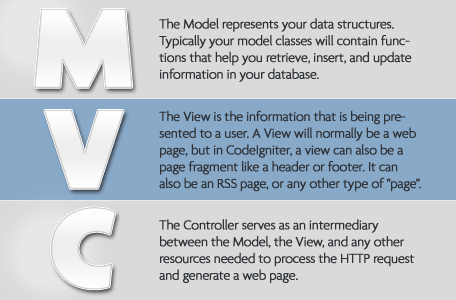 M
The Model represents your data structures.
Typically your model classes will contain func-
tions that help you retrieve, insert, and update
information in your database.
V
The View is the information that is being pre-
sented to a user. A View will normally be a web
page, but in CodeIgniter, a view can also be a
page fragment like a header or footer. It can
also be an RSS page, or any other type of "page".
C
The Controller serves as an intermediary
between the Model, the View, and any other
resources needed to process the HTTP request
and generate a web page.